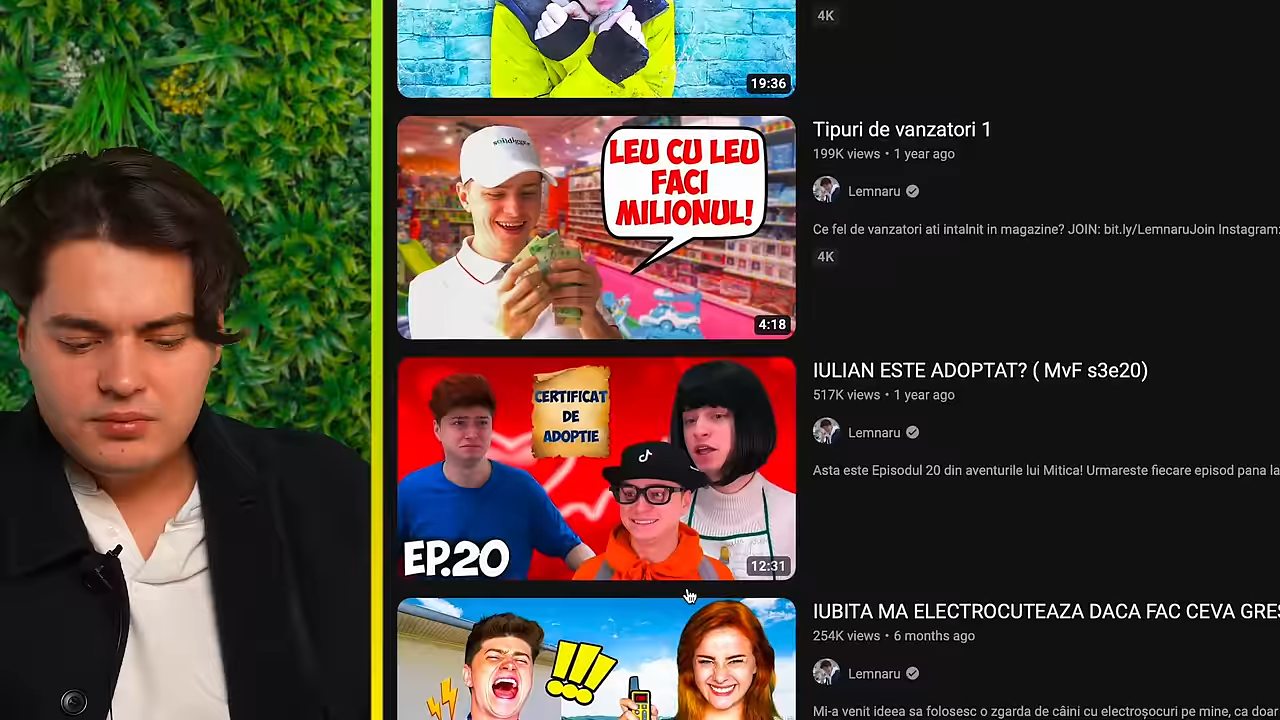 4K
19:36
LEU CU LEU
FACI
MILIONUL!
4:18
Tipuri de vanzatori 1
199K views • 1 year ago
Lemnaru
Ce fel de vanzatori ati intalnit in magazine? JOIN: bit.ly/LemnaruJoin Instagram:
4K
CERTIFICAT
DE
ADOPTIE
EP.20
12:31
IULIAN ESTE ADOPTAT? ( MvF s3e20)
517K views • 1 year ago
Lemnaru
Asta este Episodul 20 din aventurile lui Mitica! Urmareste fiecare episod pana la
!!!
IUBITA MA ELECTROCUTEAZA DACA FAC CEVA GRES
254K views • 6 months ago
Lemnaru
Mi-a venit ideea sa folosesc o zgarda de câini cu electroșocuri pe mine, ca doar